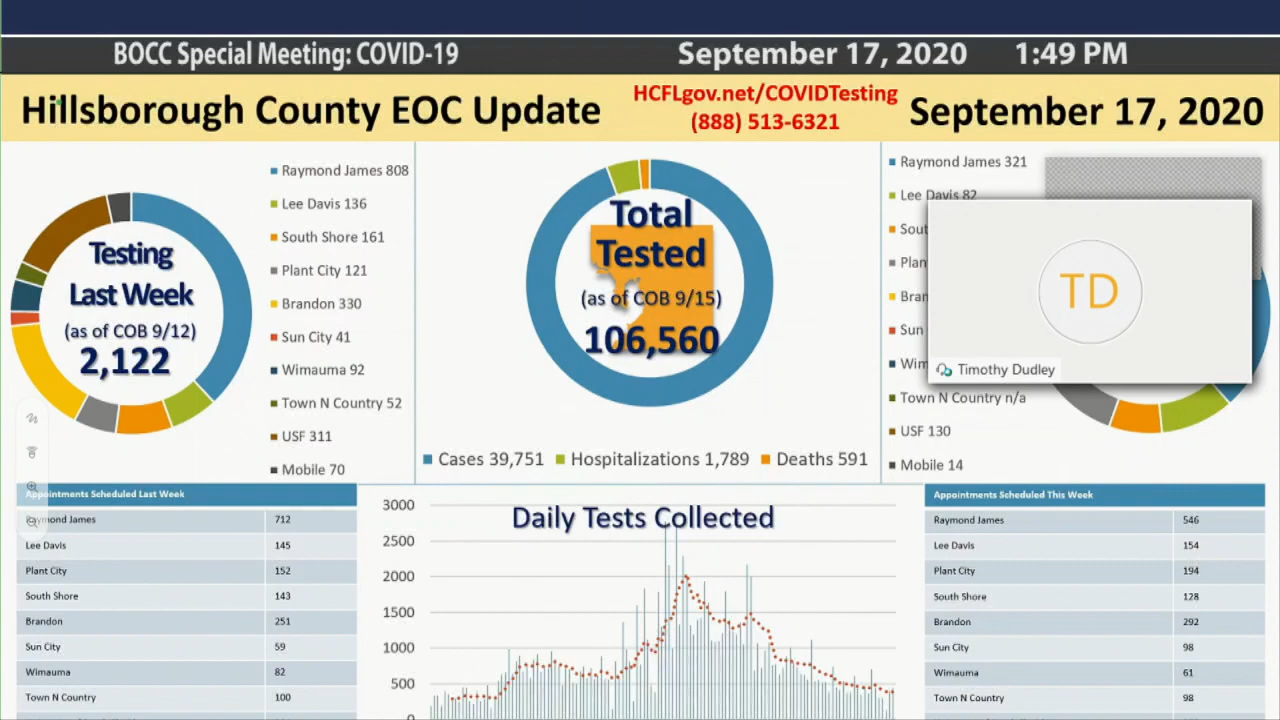 BOCC Special Meeting: COVID-19 September 17, 2020 1:49 PM
Hillsborough County EOC Update
HCFLgov.net/COVIDTesting
(888) 513-6321
September 17, 2020
Testing
Last Week
(as of COB 9/12)
2,122
Raymond James 808
Lee Davis 136
South Shore 161
Plant City 121
Brandon 330
Sun City 41
Wimauma 92
Town N Country 52
USF 311
Mobile 70
Total
Tested
(as of COB 9/15)
106,560
Cases 39,751 Hospitalizations 1,789 Deaths 591
Raymond James 321
Lee Davis 82
Sout
Plan
Bran
Sun
Wim
Town N Country n/a
USF 130
Mobile 14
TD
Timothy Dudley
Appointments Scheduled Last Week
Raymond James 712
Lee Davis 145
Plant City 152
South Shore 143
Brandon 251
Sun City 59
Wimauma 82
Town N Country 100
Daily Tests Collected
3000
2500
2000
1500
1000
500
0
Appointments Scheduled This Week
Raymond James 546
Lee Davis 154
Plant City 194
South Shore 128
Brandon 292
Sun City 98
Wimauma 61
Town N Country 98